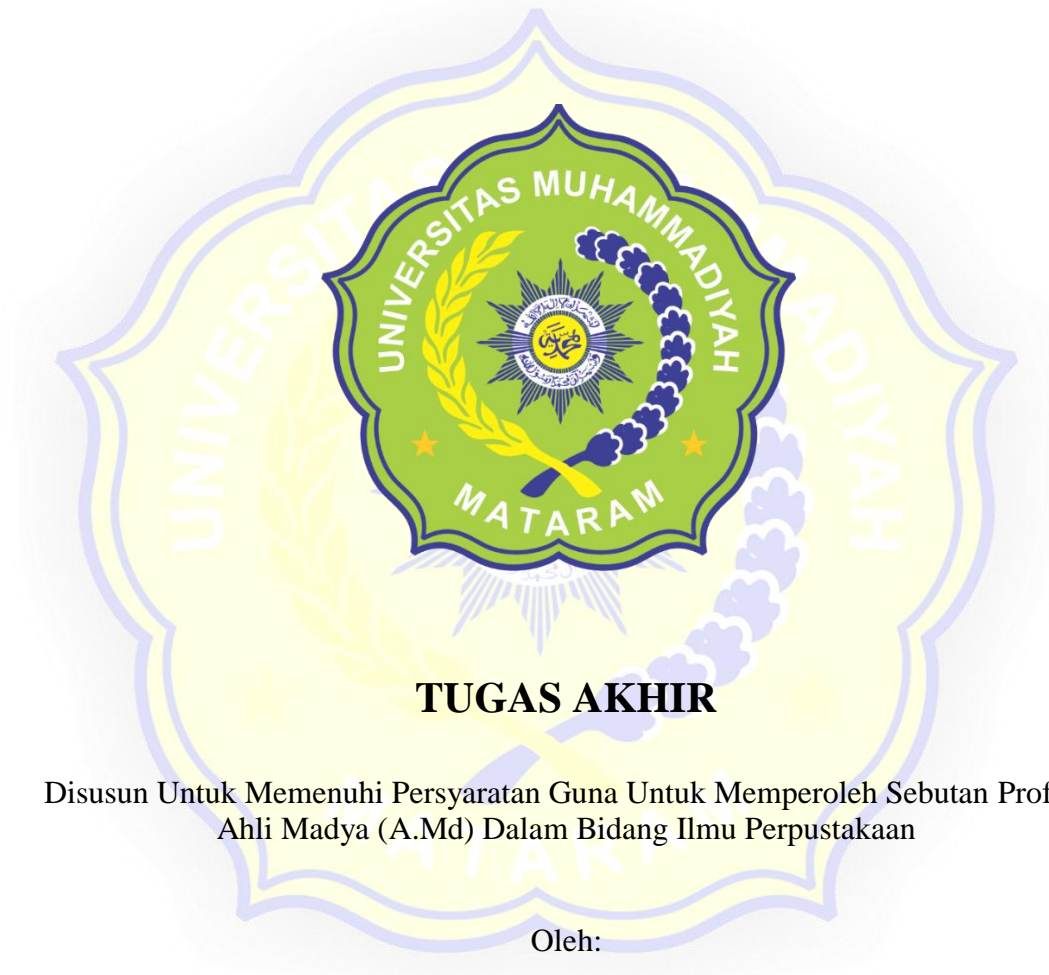 UNIVERSITAS MUHAMMADIYAH
MATARAM
TUGAS AKHIR
Disusun Untuk Memenuhi Persyaratan Guna Untuk Memperoleh Sebutan Prof
Ahli Madya (A.Md) Dalam Bidang Ilmu Perpustakaan
Oleh: